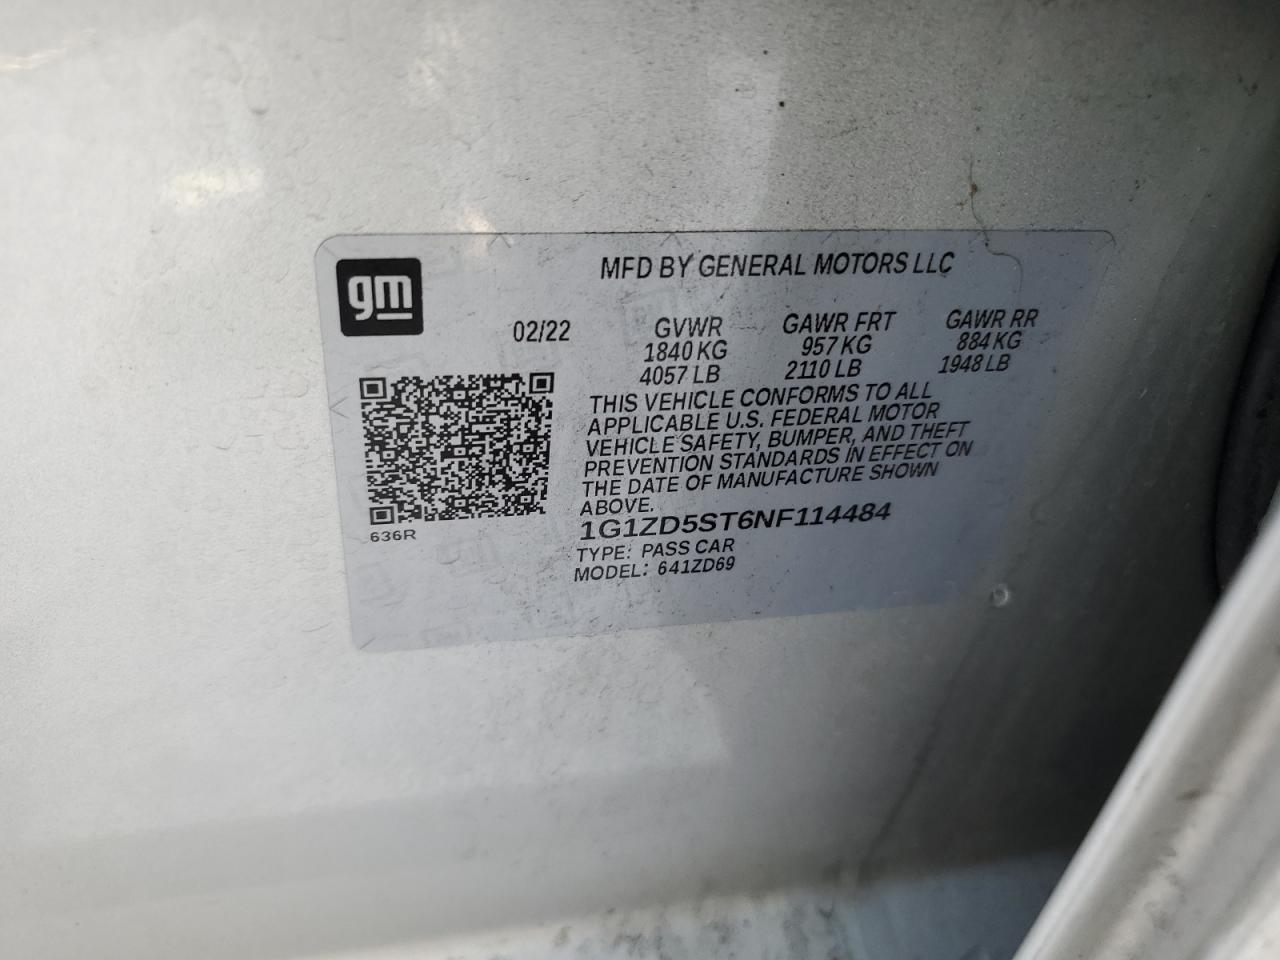 gm
MFD BY GENERAL MOTORS LLC
02/22
GVWR GAWR FRT GAWR RR
1840 KG 957 KG 884 KG
4057 LB 2110 LB 1948 LB
THIS VEHICLE CONFORMS TO ALL
APPLICABLE U.S. FEDERAL MOTOR
VEHICLE SAFETY, BUMPER, AND THEFT
PREVENTION STANDARDS IN EFFECT ON
THE DATE OF MANUFACTURE SHOWN
ABOVE.
636R
1G1ZD5ST6NF114484
TYPE: PASS CAR
MODEL: 641ZD69